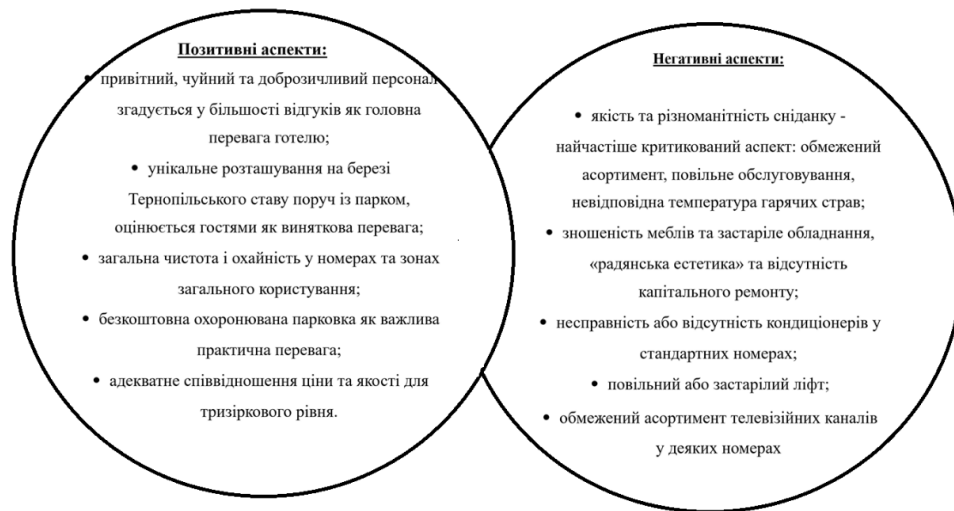 Позитивні аспекти:
• привітний, чуйний та доброзичливий персонал
згадується у більшості відгуків як головна
перевага готелю;
• унікальне розташування на березі
Тернопільського ставу поруч із парком,
оцінюється гостями як виняткова перевага;
• загальна чистота і охайність у номерах та зонах
загального користування;
• безкоштовна охоронювана парковка як важлива
практична перевага;
• адекватне співвідношення ціни та якості для
тризіркового рівня.
Негативні аспекти:
• якість та різноманітність сніданку -
найчастіше критикований аспект: обмежений
асортимент, повільне обслуговування,
невідповідна температура гарячих страв;
• зношеність меблів та застаріле обладнання,
«радянська естетика» та відсутність
капітального ремонту;
• несправність або відсутність кондиціонерів у
стандартних номерах;
• повільний або застарілий ліфт;
• обмежений асортимент телевізійних каналів
у деяких номерах